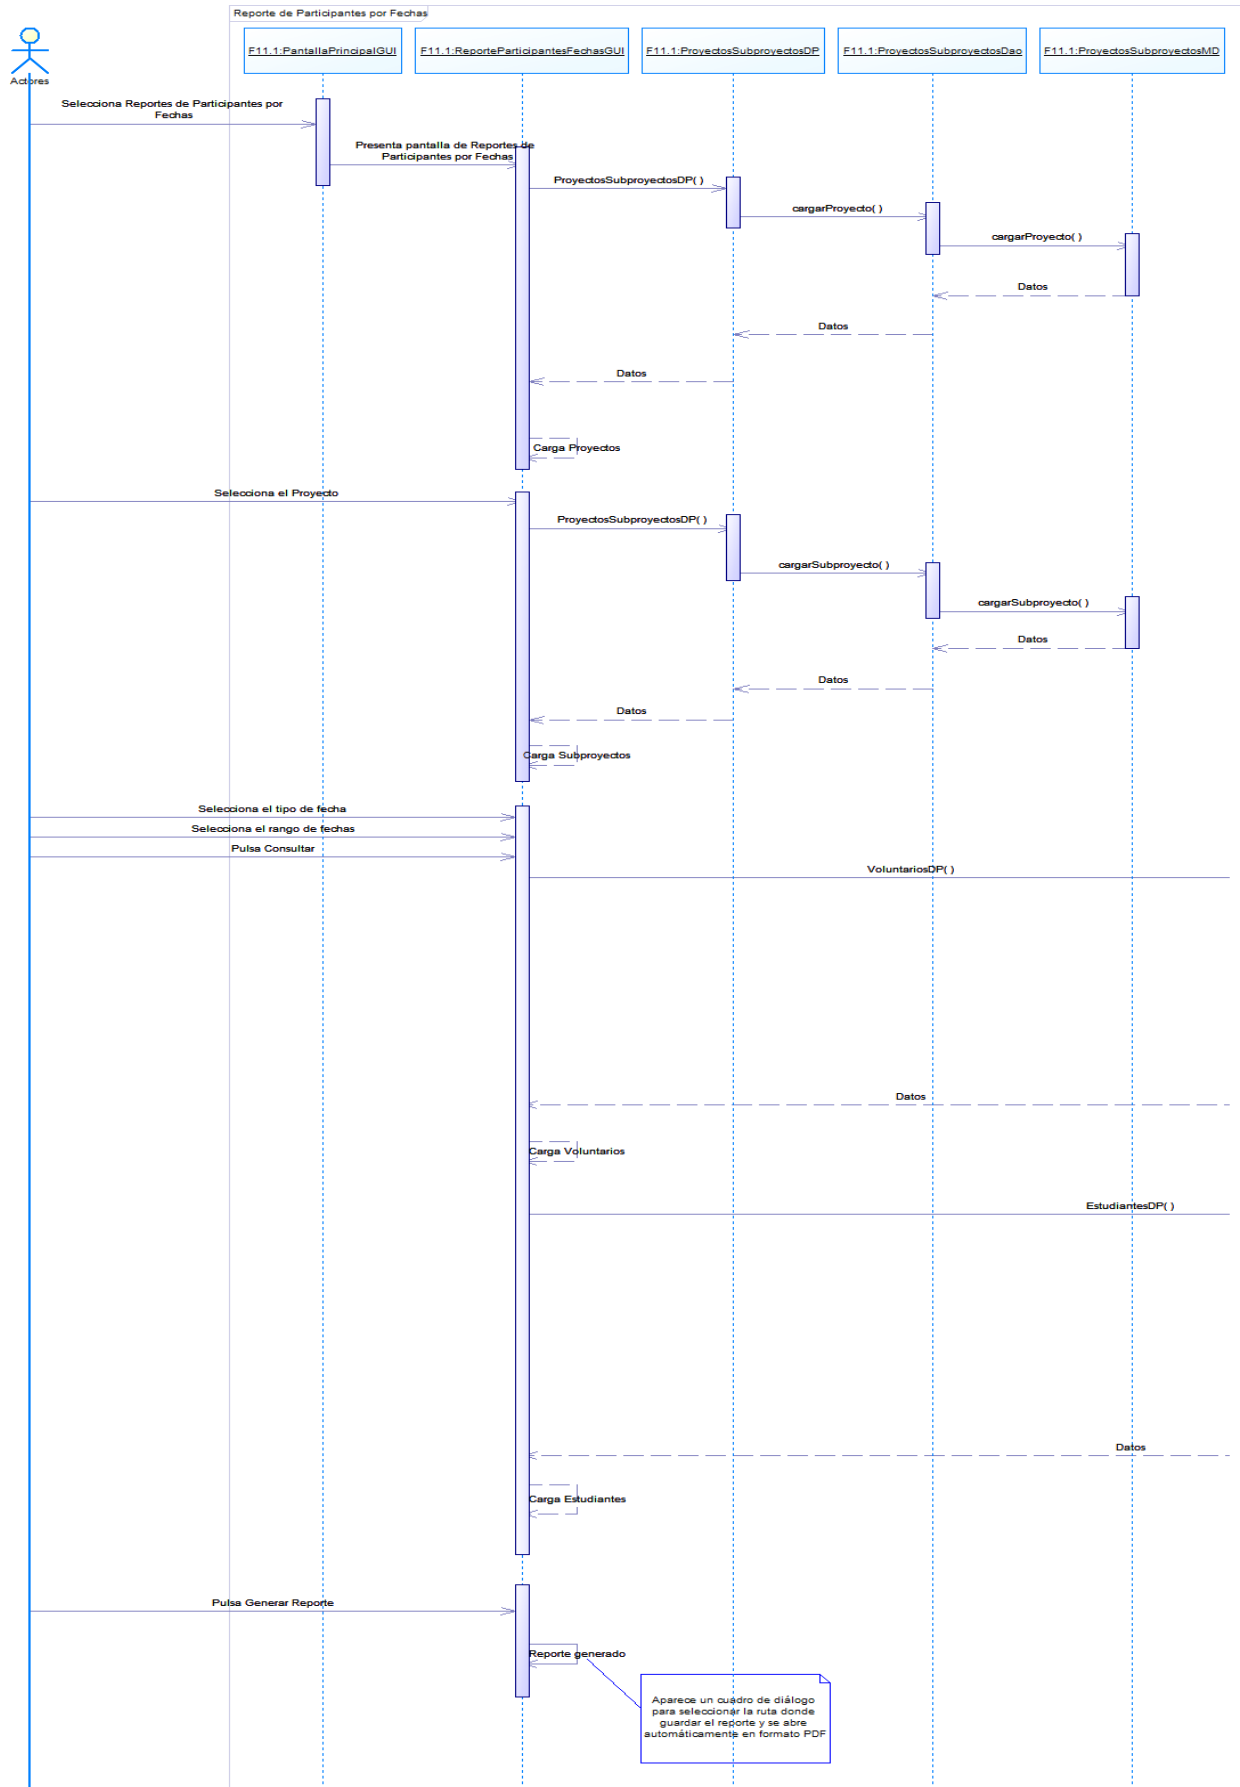 Reporte de Participantes por Fechas
Actores
F11.1:PantallaPrincipalGUI
F11.1:ReporteParticipantesFechasGUI
F11.1:ProyectosSubproyectosDP
F11.1:ProyectosSubproyectosDao
F11.1:ProyectosSubproyectosMD
Selecciona Reportes de Participantes por
Fechas
Presenta pantalla de Reportes de
Participantes por Fechas
ProyectosSubproyectosDP( )
cargarProyecto( )
cargarProyecto( )
Datos
Datos
Datos
Carga Proyectos
Selecciona el Proyecto
ProyectosSubproyectosDP( )
cargarSubproyecto( )
cargarSubproyecto( )
Datos
Datos
Datos
Carga Subproyectos
Selecciona el tipo de fecha
Selecciona el rango de fechas
Pulsa Consultar
VoluntariosDP( )
Datos
Carga Voluntarios
EstudiantesDP( )
Datos
Carga Estudiantes
Pulsa Generar Reporte
Reporte generado
Aparece un cuadro de diálogo
para seleccionar la ruta donde
guardar el reporte y se abre
automáticamente en formato PDF